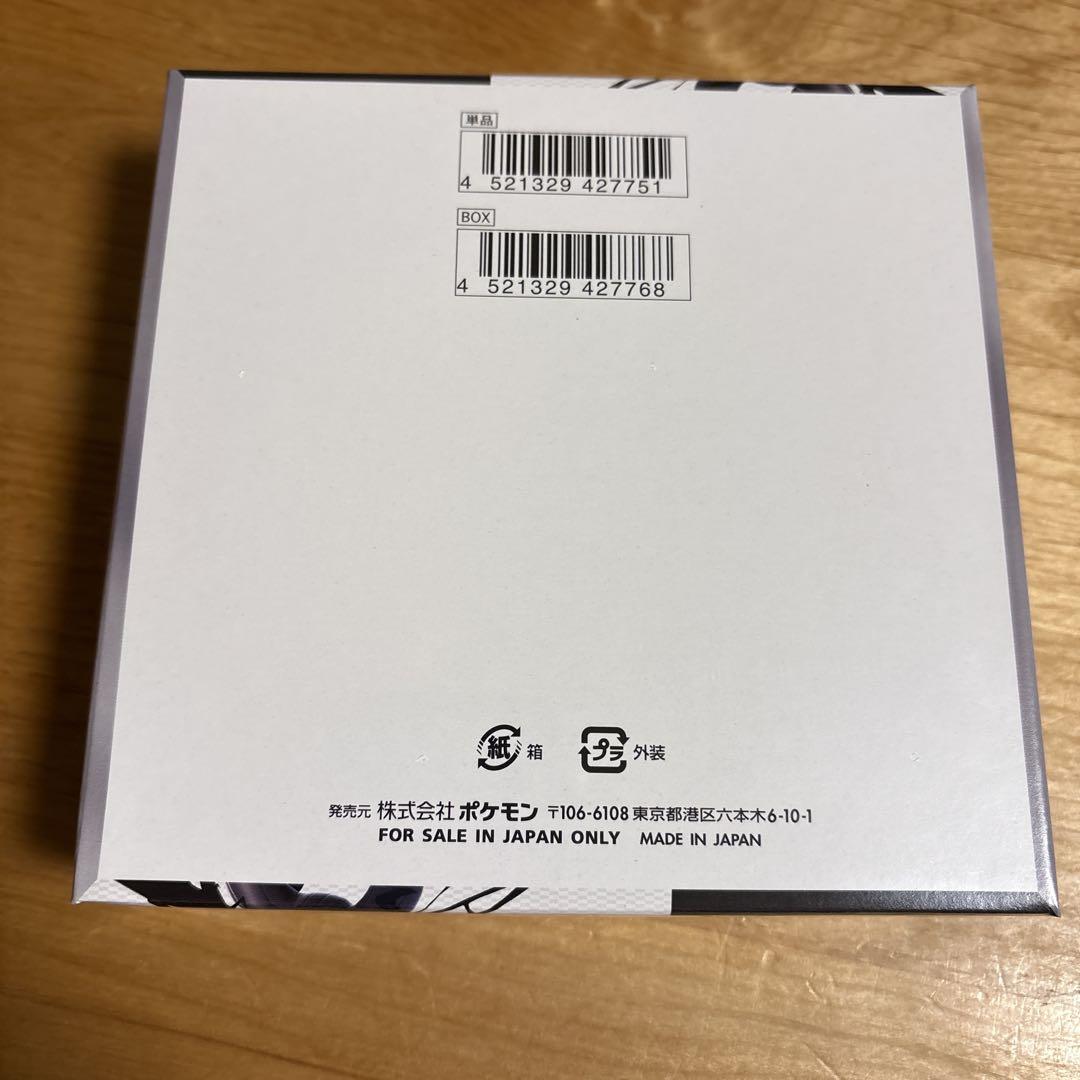 単品
4 521329 427751
BOX
4 521329 427768
紙 箱 プラ 外装
発売元 株式会社 ポケモン 〒106-6108 東京都港区六本木6-10-1
FOR SALE IN JAPAN ONLY MADE IN JAPAN